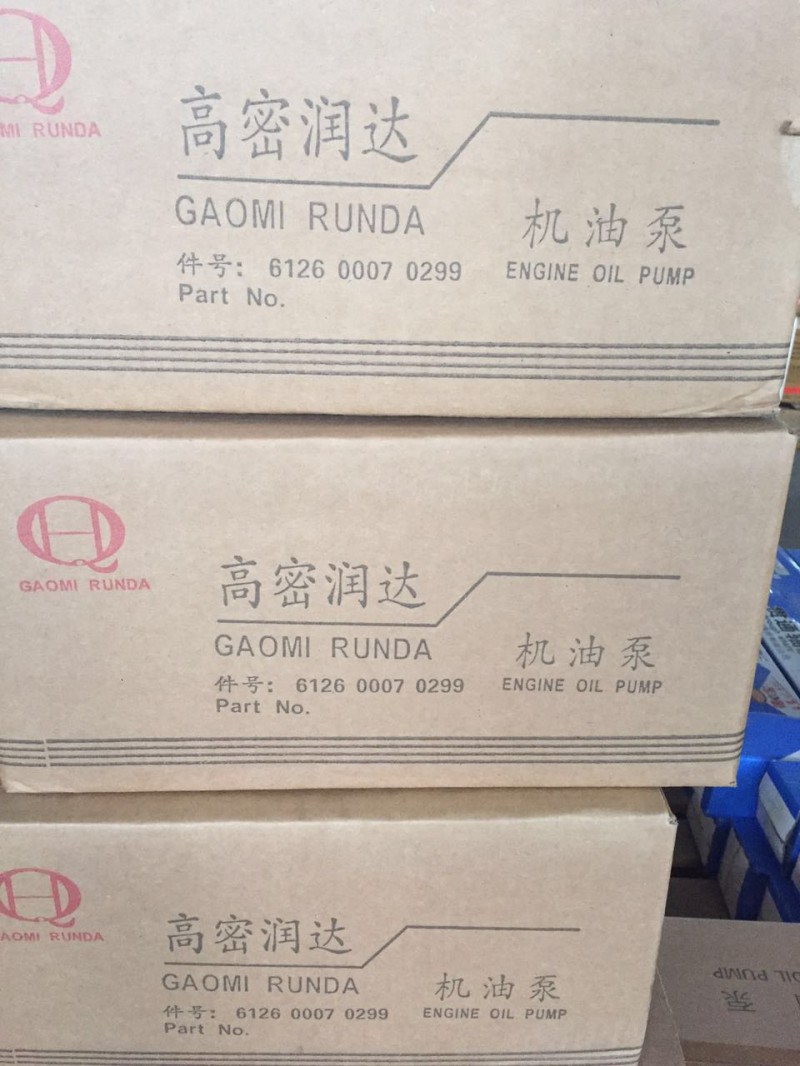 MI RUNDA
高密润达
GAOMI RUNDA
机油泵
件号: 6126 0007 0299
ENGINE OIL PUMP
Part No.
GAOMI RUNDA
高密润达
GAOMI RUNDA
机油泵
件号: 6126 0007 0299
ENGINE OIL PUMP
Part No.
AOMI RUNDA
高密润达
GAOMI RUNDA
机油泵
件号: 6126 0007 0299
ENGINE OIL PUMP
Part No.
OIL PUMP
泵